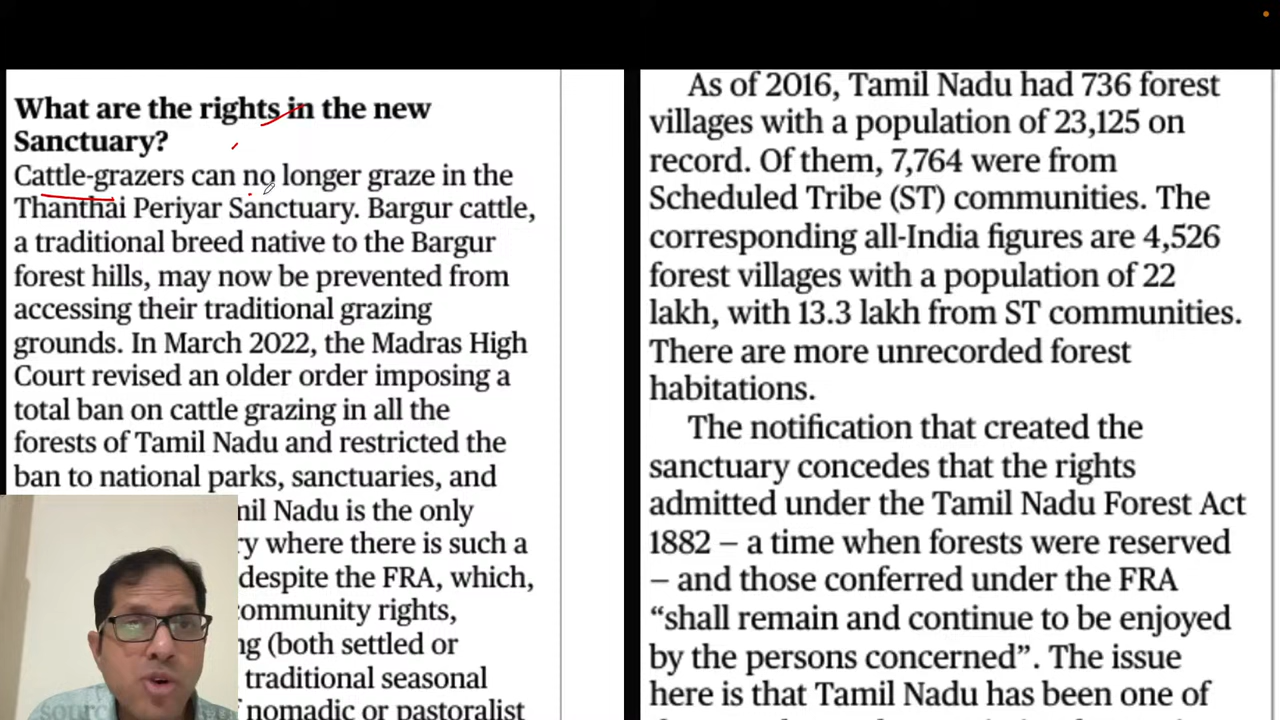 What are the rights in the new
Sanctuary?
Cattle-grazers can no longer graze in the
Thanthai Periyar Sanctuary. Bargur cattle,
a traditional breed native to the Bargur
forest hills, may now be prevented from
accessing their traditional grazing
grounds. In March 2022, the Madras High
Court revised an older order imposing a
total ban on cattle grazing in all the
forests of Tamil Nadu and restricted the
ban to national parks, sanctuaries, and
mil Nadu is the only
ry where there is such a
despite the FRA, which,
ommunity rights,
ng (both settled or
traditional seasonal
f nomadic or pastoralist
As of 2016, Tamil Nadu had 736 forest
villages with a population of 23,125 on
record. Of them, 7,764 were from
Scheduled Tribe (ST) communities. The
corresponding all-India figures are 4,526
forest villages with a population of 22
lakh, with 13.3 lakh from ST communities.
There are more unrecorded forest
habitations.
The notification that created the
sanctuary concedes that the rights
admitted under the Tamil Nadu Forest Act
1882 – a time when forests were reserved
– and those conferred under the FRA
“shall remain and continue to be enjoyed
by the persons concerned”. The issue
here is that Tamil Nadu has been one of